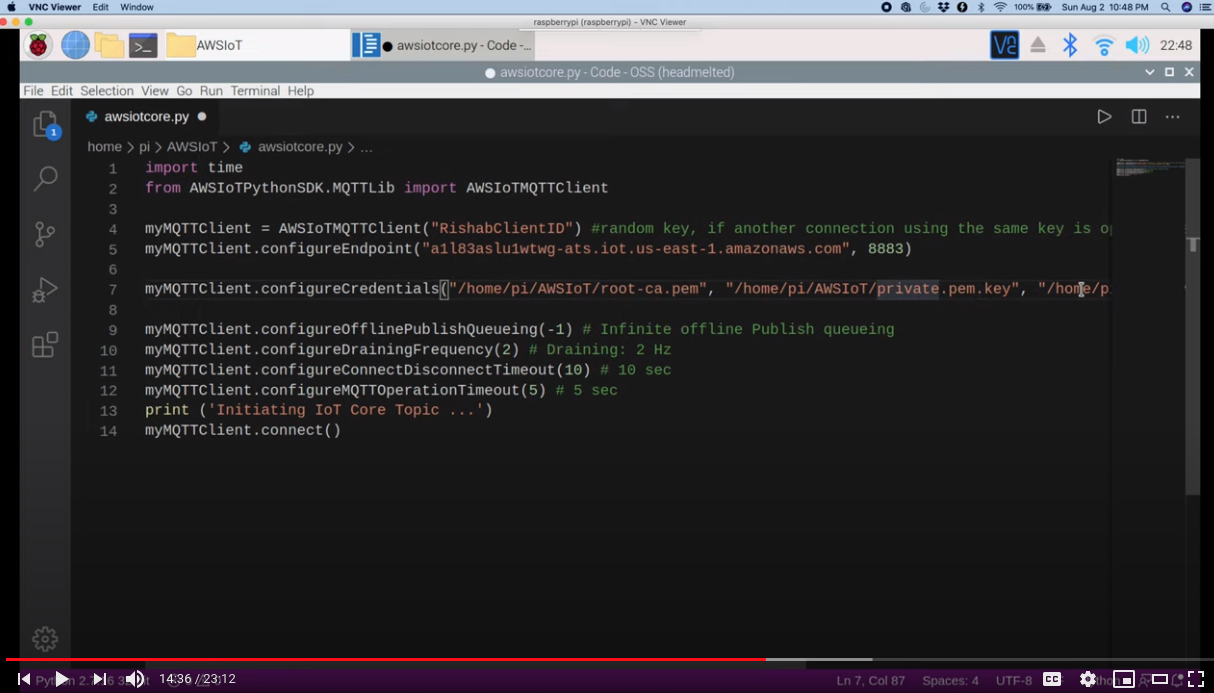 VNC Viewer Edit Window 100% Sun Aug 2 10:48 PM
raspberrypi (raspberrypi) - VNC Viewer
AWSIoT awsiotcore.py - Code -... 22:48
awsiotcore.py - Code - OSS (headmelted)
File Edit Selection View Go Run Terminal Help
1 awsiotcore.py
home > pi > AWSIoT > awsiotcore.py > ...
1 import time
2 from AWSIoTPythonSDK.MQTTLib import AWSIoTMQTTClient
3
4 myMQTTClient = AWSIoTMQTTClient("RishabClientID") #random key, if another connection using the same key is op
5 myMQTTClient.configureEndpoint("a1l83aslu1wtwg-ats.iot.us-east-1.amazonaws.com", 8883)
6
7 myMQTTClient.configureCredentials("/home/pi/AWSIoT/root-ca.pem", "/home/pi/AWSIoT/private.pem.key", "/home/pi
8
9 myMQTTClient.configureOfflinePublishQueueing(-1) # Infinite offline Publish queueing
10 myMQTTClient.configureDrainingFrequency(2) # Draining: 2 Hz
11 myMQTTClient.configureConnectDisconnectTimeout(10) # 10 sec
12 myMQTTClient.configureMQTTOperationTimeout(5) # 5 sec
13 print ('Initiating IoT Core Topic ...')
14 myMQTTClient.connect()
14:36 / 23:12 CC
Ln 7, Col 87 Spaces: 4 UTF-8